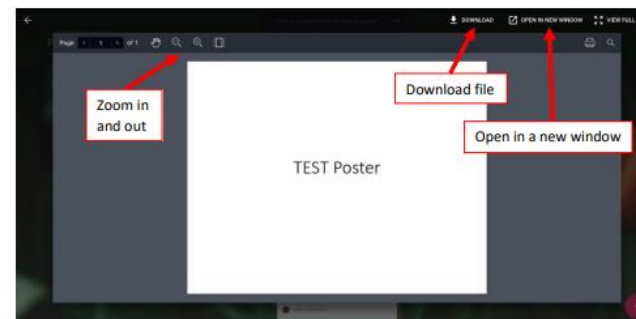 DOWNLOAD OPEN IN NEW WINDOW VIEW FULL
Page 1 of 1
Download file
Zoom in
and out
Open in a new window
TEST Poster